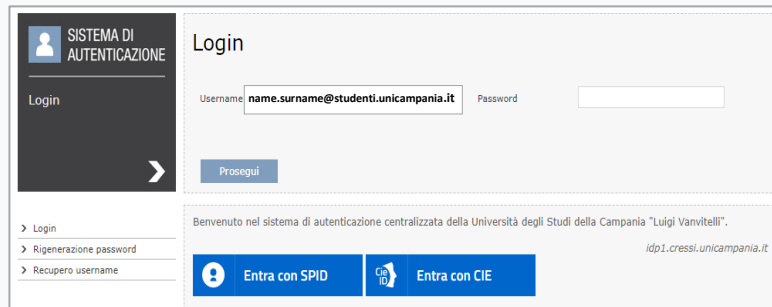 SISTEMA DI
AUTENTICAZIONE
Login
Login
Username name.surname@studenti.unicampania.it Password
Prosegui
> Login
> Rigenerazione password
> Recupero username
Benvenuto nel sistema di autenticazione centralizzata della Università degli Studi della Campania "Luigi Vanvitelli".
idp1.cressi.unicampania.it
Entra con SPID
Cie
ID
Entra con CIE